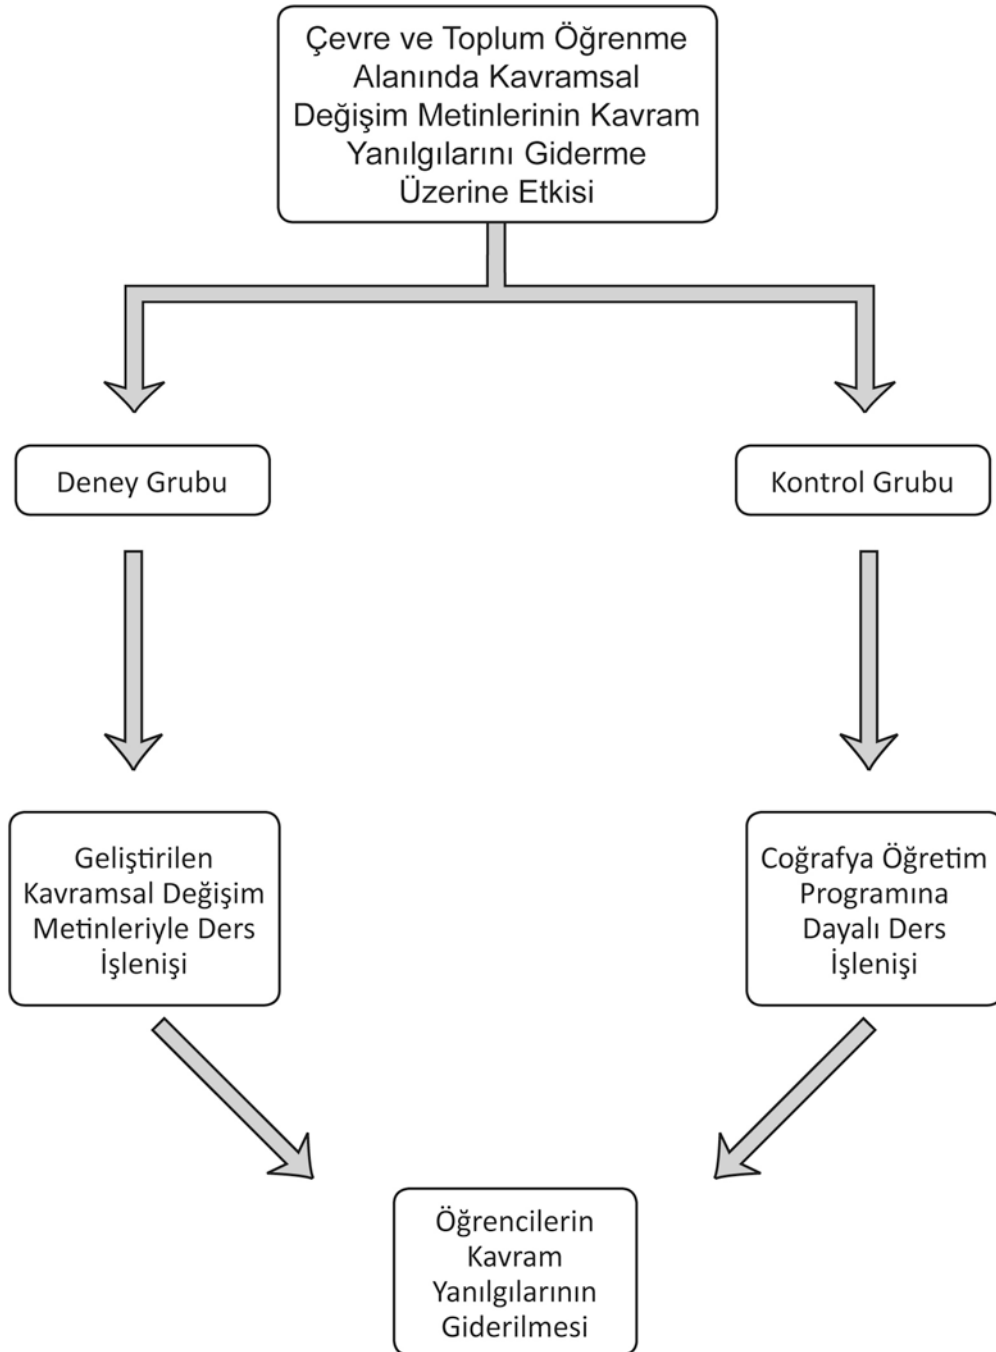 Çevre ve Toplum Öğrenme
Alanında Kavramsal
Değişim Metinlerinin Kavram
Yanılgılarını Giderme
Üzerine Etkisi
Deney Grubu
Kontrol Grubu
Geliştirilen
Kavramsal Değişim
Metinleriyle Ders
İşlenişi
Coğrafya Öğretim
Programına
Dayalı Ders
İşlenişi
Öğrencilerin
Kavram
Yanılgılarının
Giderilmesi